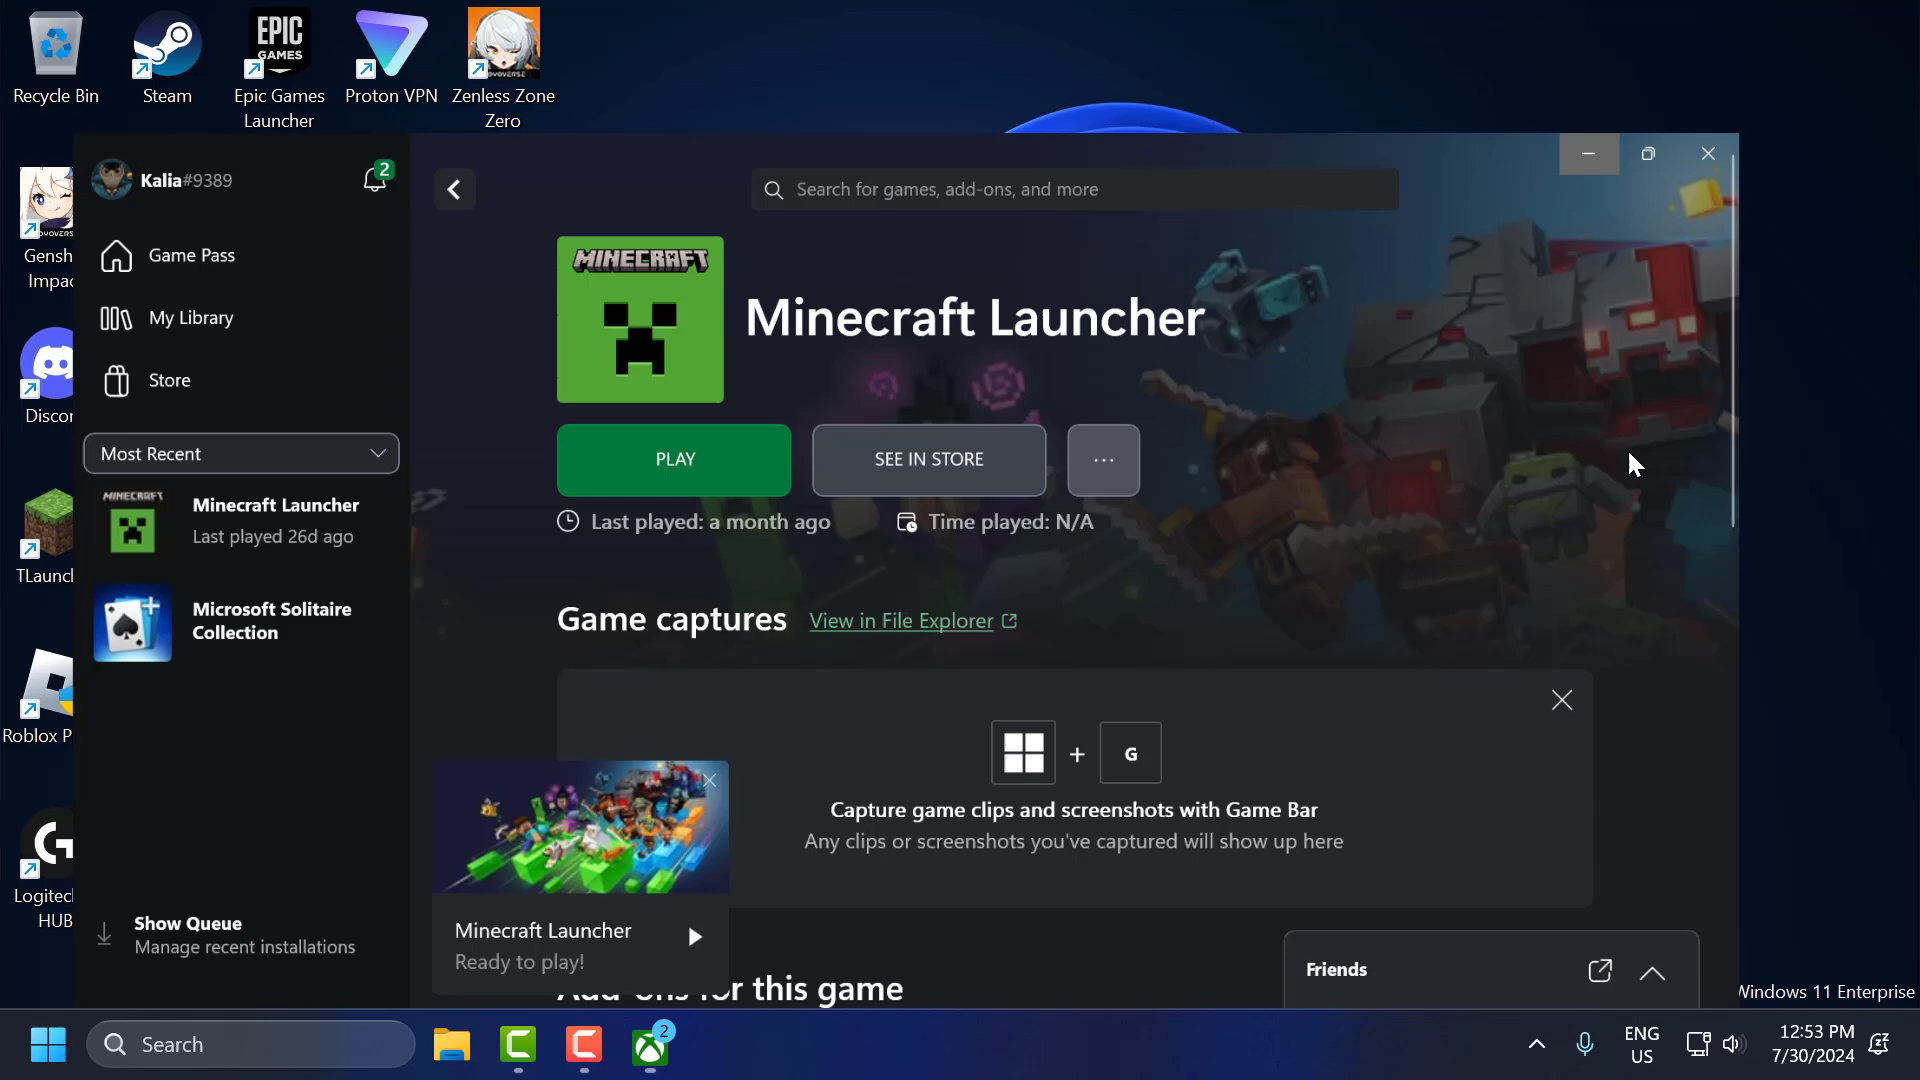 Recycle Bin
Steam
EPIC
GAMES
Epic Games
Launcher
Proton VPN
Zenless Zone
Zero
Gensh
Impac
Discor
TLaunch
Roblox P
Logitec
HUB
Kalia#9389
2
Game Pass
My Library
Store
Most Recent
MINECRAFT
Minecraft Launcher
Last played 26d ago
Microsoft Solitaire
Collection
Show Queue
Manage recent installations
Search for games, add-ons, and more
MINECRAFT
Minecraft Launcher
PLAY
SEE IN STORE
Last played: a month ago
Time played: N/A
Game captures
View in File Explorer
+
G
Capture game clips and screenshots with Game Bar
Any clips or screenshots you've captured will show up here
Minecraft Launcher
Ready to play!
Add-ons for this game
Friends
Windows 11 Enterprise
Search
2
ENG
US
12:53 PM
7/30/2024